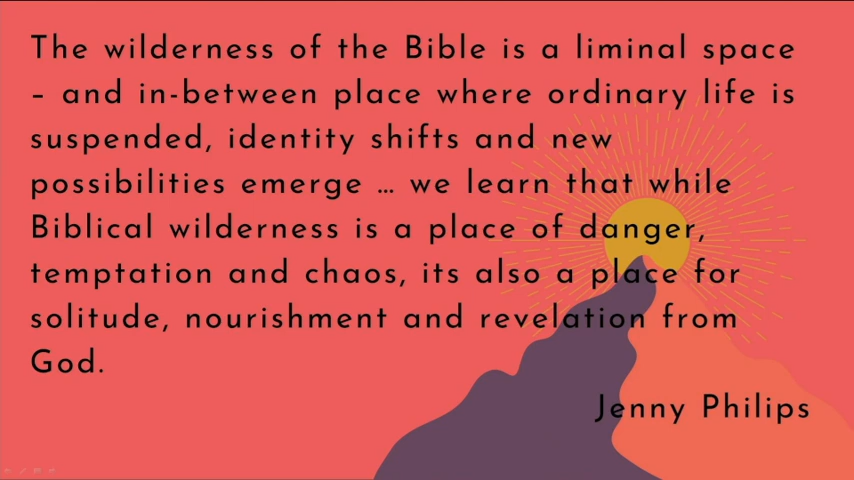 The wilderness of the Bible is a liminal space
– and in-between place where ordinary life is
suspended, identity shifts and new
possibilities emerge ... we learn that while
Biblical wilderness is a place of danger,
temptation and chaos, its also a place for
solitude, nourishment and revelation from
God.
Jenny Philips